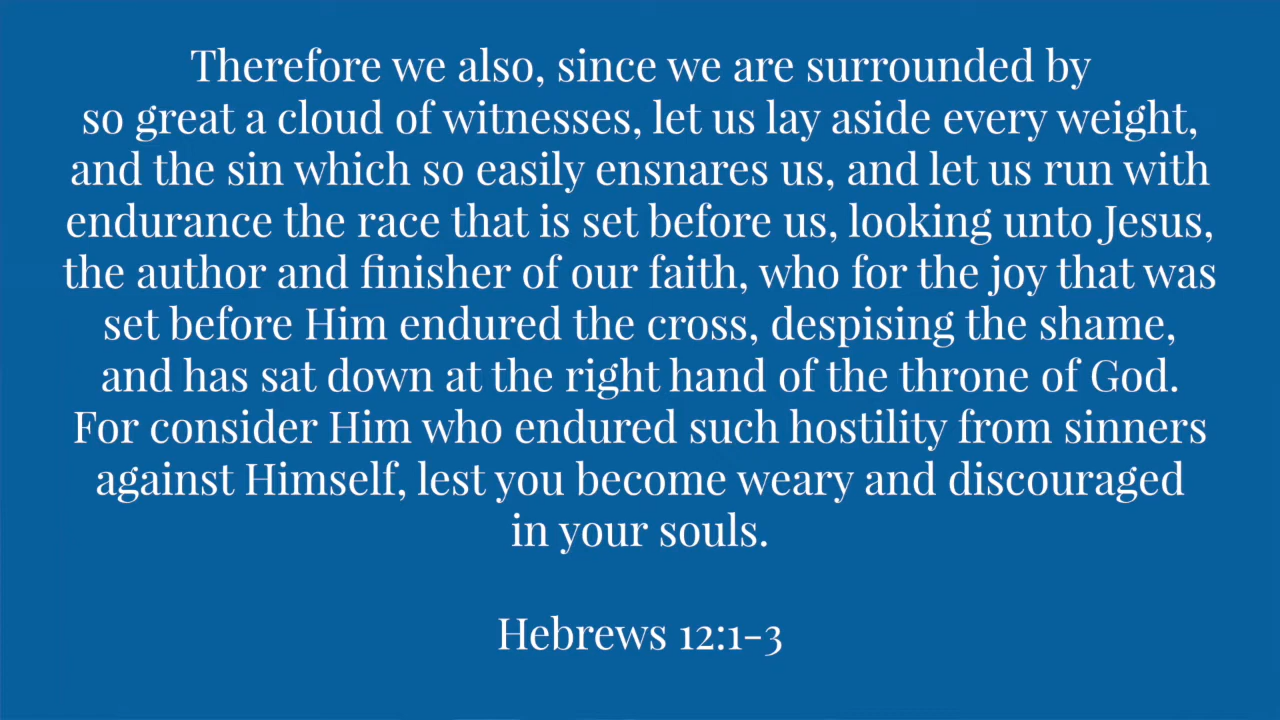 Therefore we also, since we are surrounded by
so great a cloud of witnesses, let us lay aside every weight,
and the sin which so easily ensnares us, and let us run with
endurance the race that is set before us, looking unto Jesus,
the author and finisher of our faith, who for the joy that was
set before Him endured the cross, despising the shame,
and has sat down at the right hand of the throne of God.
For consider Him who endured such hostility from sinners
against Himself, lest you become weary and discouraged
in your souls.
Hebrews 12:1-3